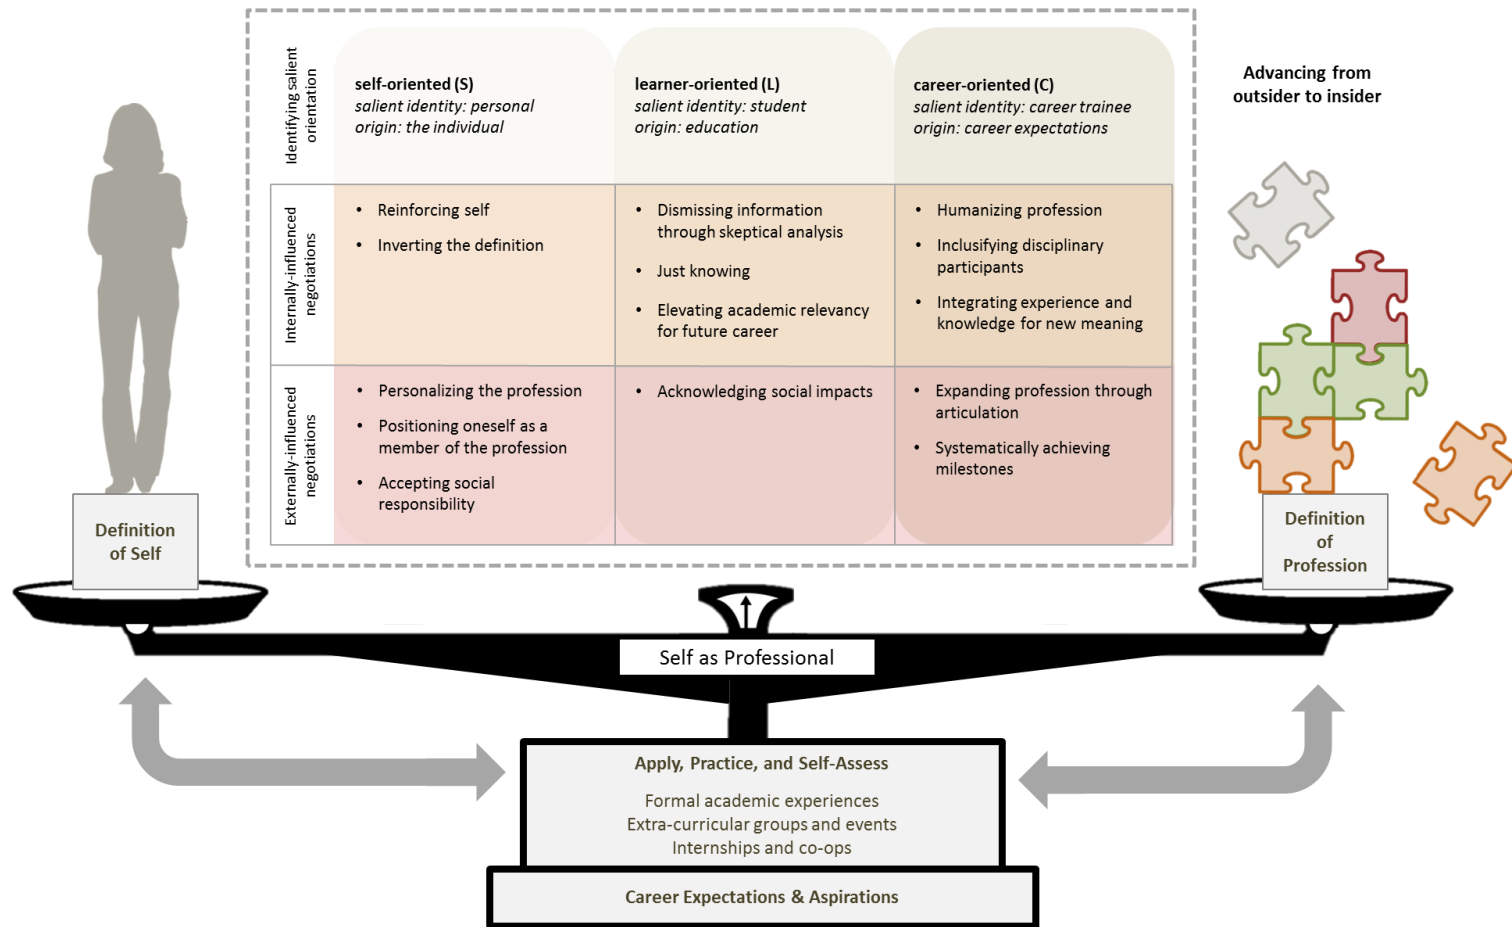 Identifying salient
orientation
self-oriented (S)
salient identity: personal
origin: the individual
learner-oriented (L)
salient identity: student
origin: education
career-oriented (C)
salient identity: career trainee
origin: career expectations
Advancing from
outsider to insider
Internally-influenced
negotiations
• Reinforcing self
• Inverting the definition
• Dismissing information
through skeptical analysis
• Just knowing
• Elevating academic relevancy
for future career
• Humanizing profession
• Inclusifying disciplinary
participants
• Integrating experience and
knowledge for new meaning
Externally-influenced
negotiations
• Personalizing the profession
• Positioning oneself as a
member of the profession
• Accepting social
responsibility
• Acknowledging social impacts
• Expanding profession through
articulation
• Systematically achieving
milestones
Definition
of Self
Definition
of
Profession
Self as Professional
Apply, Practice, and Self-Assess
Formal academic experiences
Extra-curricular groups and events
Internships and co-ops
Career Expectations & Aspirations